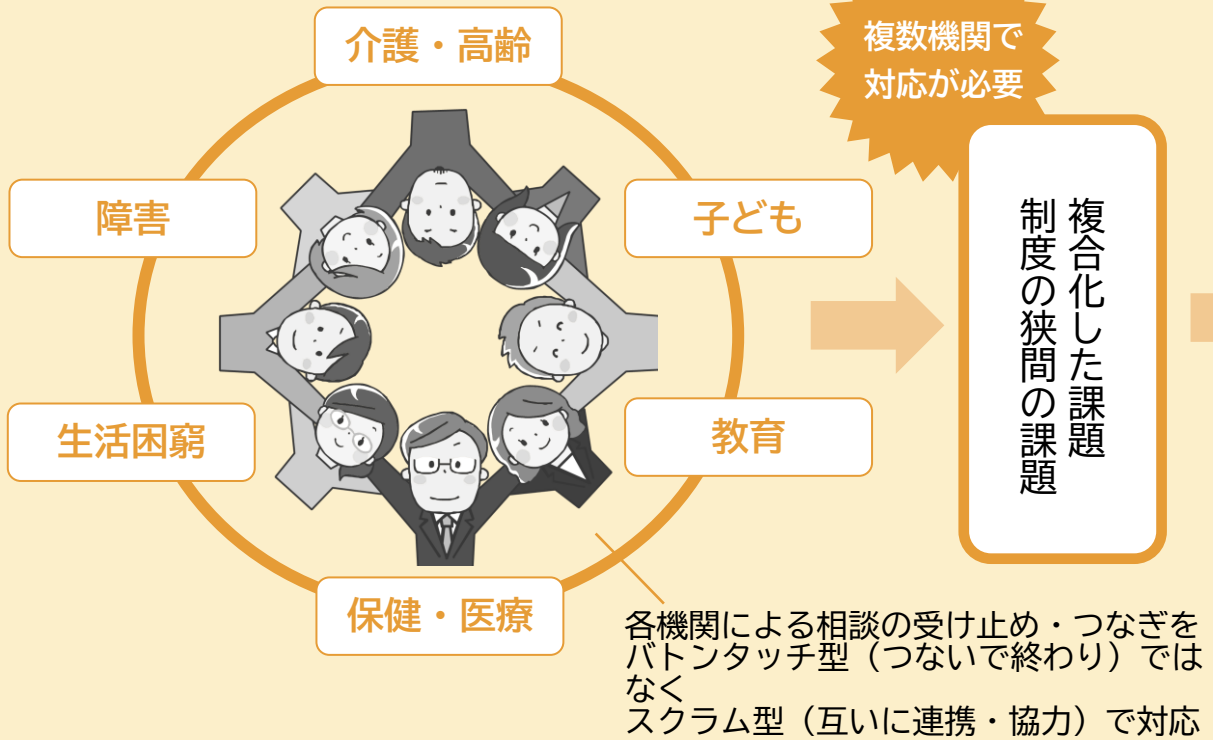 介護・高齢
障害
子ども
生活困窮
教育
保健・医療
各機関による相談の受け止め・つなぎを
バトンタッチ型（つないで終わり）では
なく
スクラム型（互いに連携・協力）で対応
複数機関で
対応が必要
複合化した課題
制度の狭間の課題